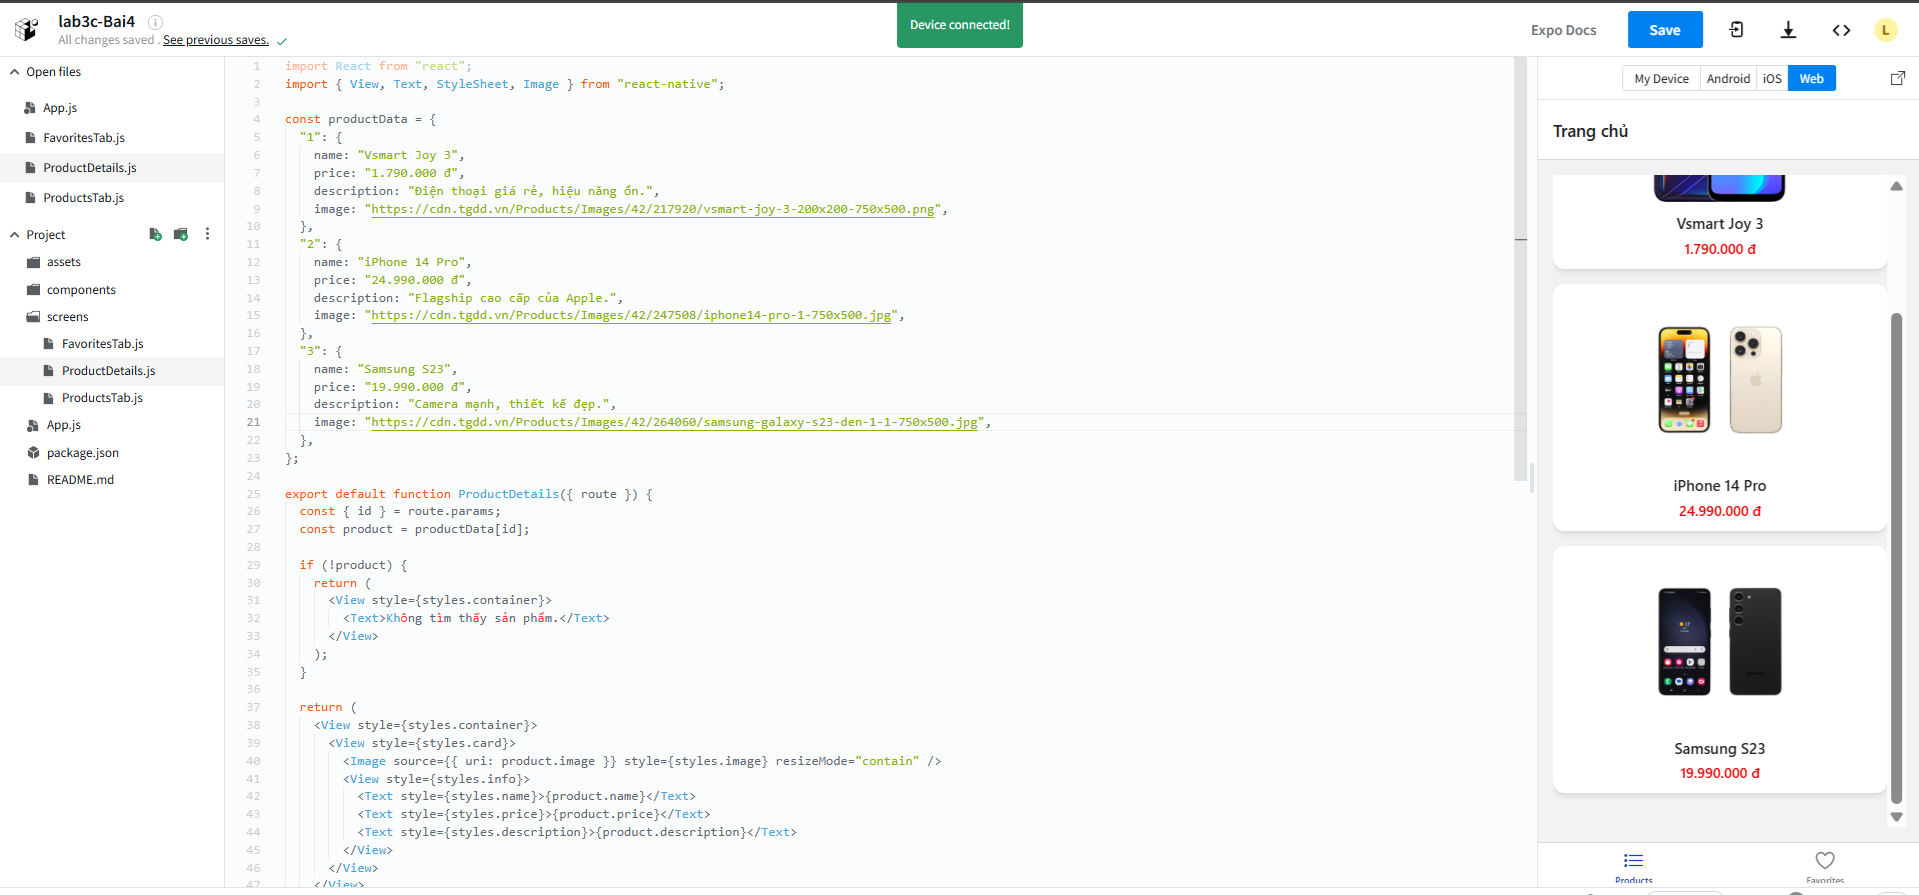 lab3c-Bai4
All changes saved . See previous saves.
Device connected!
Expo Docs
Save
L
Open files
App.js
FavoritesTab.js
ProductDetails.js
ProductsTab.js
Project
assets
components
screens
FavoritesTab.js
ProductDetails.js
ProductsTab.js
App.js
package.json
README.md
1 import React from "react";
2 import { View, Text, StyleSheet, Image } from "react-native";
3
4 const productData = {
5 "1": {
6 name: "Vsmart Joy 3",
7 price: "1.790.000 đ",
8 description: "Điện thoại giá rẻ, hiệu năng ổn.",
9 image: "https://cdn.tgdd.vn/Products/Images/42/217920/vsmart-joy-3-200x200-750x500.png",
10 },
11 "2": {
12 name: "iPhone 14 Pro",
13 price: "24.990.000 đ",
14 description: "Flagship cao cấp của Apple.",
15 image: "https://cdn.tgdd.vn/Products/Images/42/247508/iphone14-pro-1-750x500.jpg",
16 },
17 "3": {
18 name: "Samsung S23",
19 price: "19.990.000 đ",
20 description: "Camera mạnh, thiết kế đẹp.",
21 image: "https://cdn.tgdd.vn/Products/Images/42/264060/samsung-galaxy-s23-den-1-1-750x500.jpg",
22 },
23 };
24
25 export default function ProductDetails({ route }) {
26 const { id } = route.params;
27 const product = productData[id];
28
29 if (!product) {
30 return (
31 <View style={styles.container}>
32 <Text>Không tìm thấy sản phẩm.</Text>
33 </View>
34 );
35 }
36
37 return (
38 <View style={styles.container}>
39 <View style={styles.card}>
40 <Image source={{ uri: product.image }} style={styles.image} resizeMode="contain" />
41 <View style={styles.info}>
42 <Text style={styles.name}>{product.name}</Text>
43 <Text style={styles.price}>{product.price}</Text>
44 <Text style={styles.description}>{product.description}</Text>
45 </View>
46 </View>
47 </View>
My Device Android iOS Web
Trang chủ
Vsmart Joy 3
1.790.000 đ
iPhone 14 Pro
24.990.000 đ
Samsung S23
19.990.000 đ
Products
Favorites